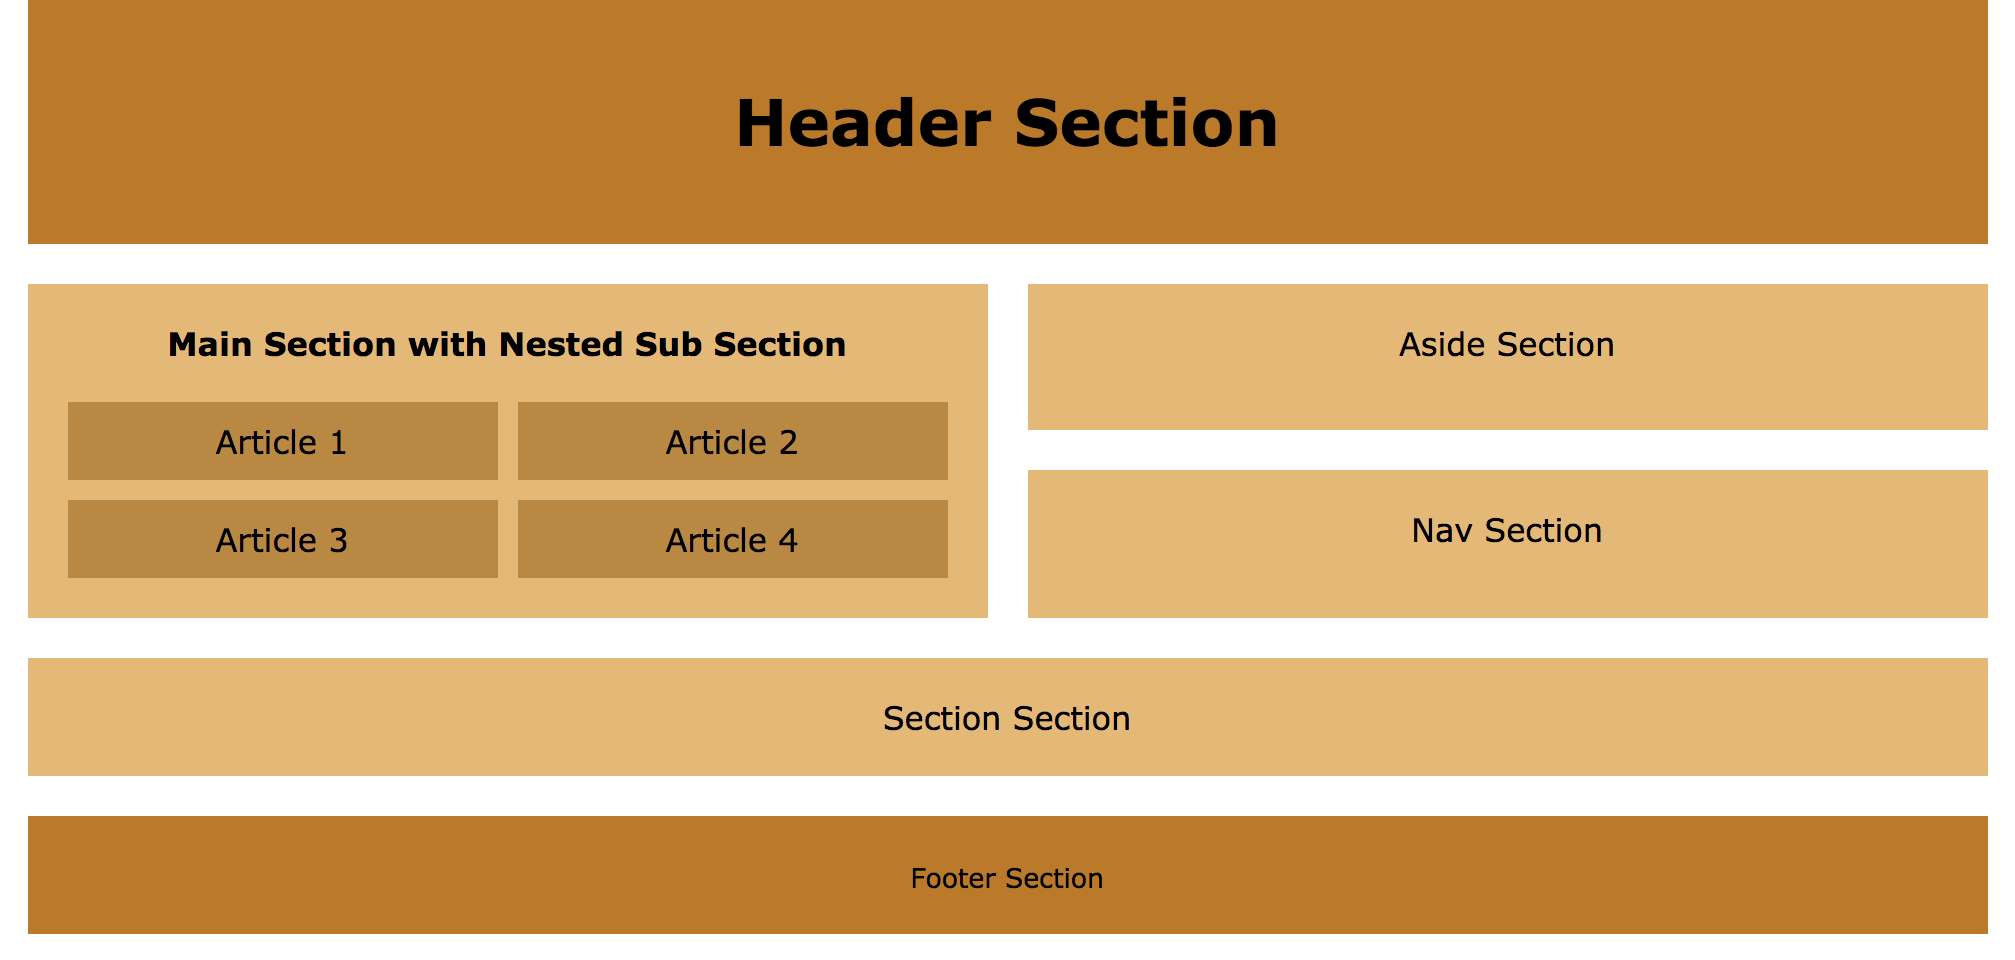 Header Section
Main Section with Nested Sub Section
Article 1
Article 2
Article 3
Article 4
Aside Section
Nav Section
Section Section
Footer Section